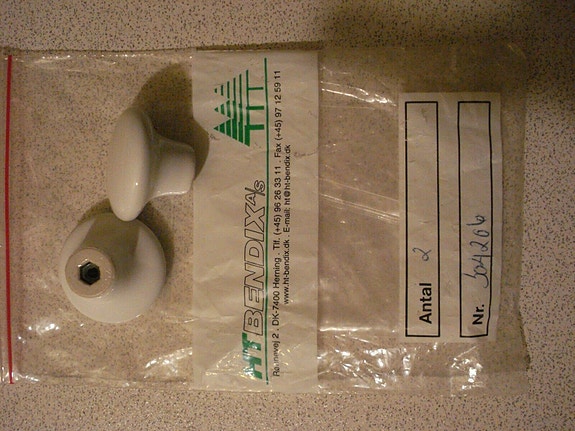 HT BENDIX A/S
2 . DK-7400 Herning . Tlf. (+45) 96 26 33 11 . Fax (+45) 97 12 59 11
www.ht-bendix.dk . E-mail: ht@ht-bendix.dk
Antal 2
Nr. 504206